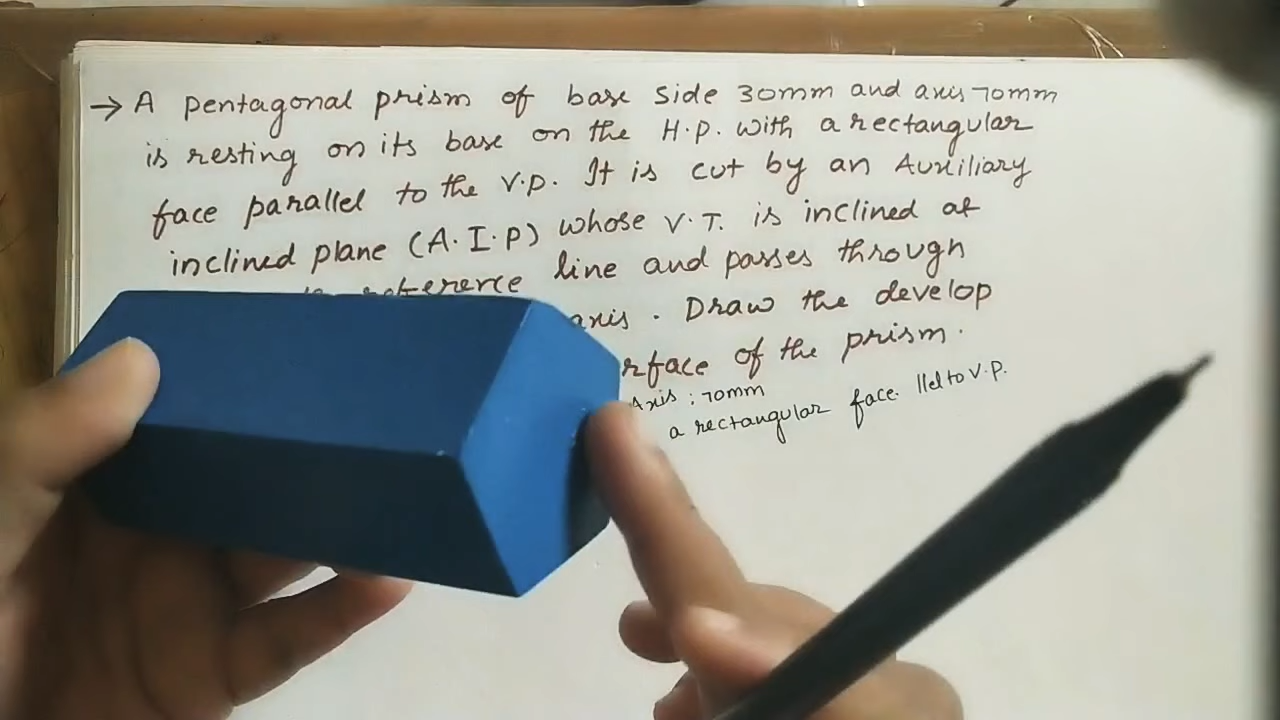 → A pentagonal prism of base side 30mm and axis 70mm
is resting on its base on the H.p. with a rectangular
face parallel to the V.p. It is cut by an Auxiliary
inclined plane (A.I.P) whose V.T. is inclined at
reference line and passes through
axis. Draw the develop
rface of the prism.
Axis : 70mm
a rectangular face llel to V.p.